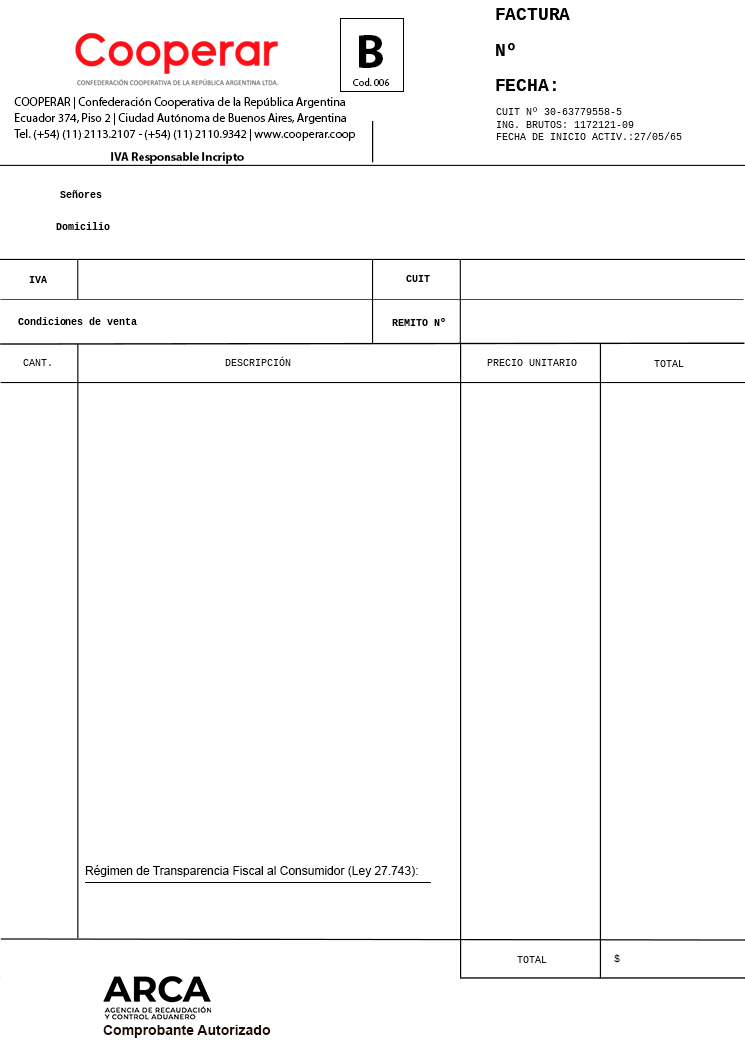 Cooperar
CONFEDERACIÓN COOPERATIVA DE LA REPÚBLICA ARGENTINA LTDA.
COOPERAR | Confederación Cooperativa de la República Argentina
Ecuador 374, Piso 2 | Ciudad Autónoma de Buenos Aires, Argentina
Tel. (+54) (11) 2113.2107 - (+54) (11) 2110.9342 | www.cooperar.coop
IVA Responsable Incripto
B
Cod. 006
FACTURA
Nº
FECHA:
CUIT Nº 30-63779558-5
ING. BRUTOS: 1172121-09
FECHA DE INICIO ACTIV.:27/05/65
Señores
Domicilio
IVA
CUIT
Condiciones de venta
REMITO Nº
CANT.
DESCRIPCIÓN
PRECIO UNITARIO
TOTAL
Régimen de Transparencia Fiscal al Consumidor (Ley 27.743):
TOTAL
$
ARCA
AGENCIA DE RECAUDACIÓN
Y CONTROL ADUANERO
Comprobante Autorizado